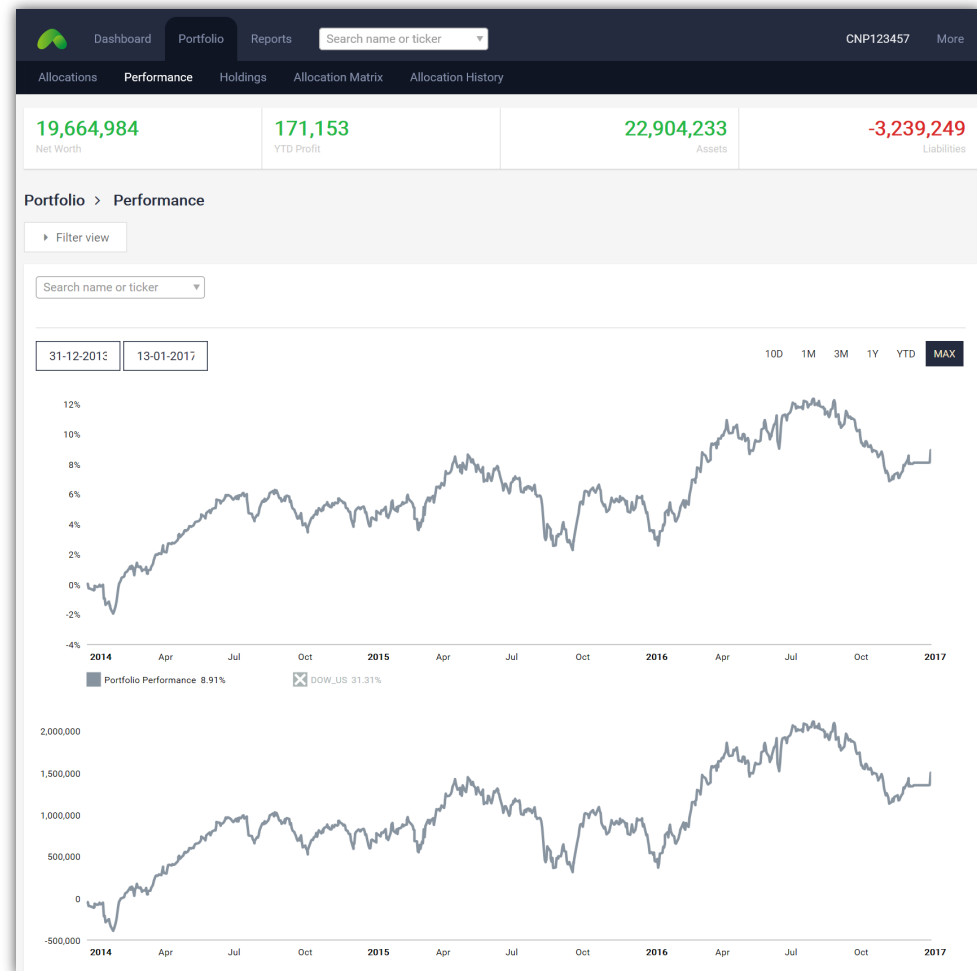 Dashboard Portfolio Reports Search name or ticker CNP123457 More
Allocations Performance Holdings Allocation Matrix Allocation History
19,664,984 171,153 22,904,233 -3,239,249
Net Worth YTD Profit Assets Liabilities
Portfolio > Performance
Filter view
Search name or ticker
31-12-2013 13-01-2017 10D 1M 3M 1Y YTD MAX
12%
10%
8%
6%
4%
2%
0%
-2%
-4%
2014 Apr Jul Oct 2015 Apr Jul Oct 2016 Apr Jul Oct 2017
Portfolio Performance 8.91% DOW_US 31.31%
2,000,000
1,500,000
1,000,000
500,000
0
-500,000
2014 Apr Jul Oct 2015 Apr Jul Oct 2016 Apr Jul Oct 2017